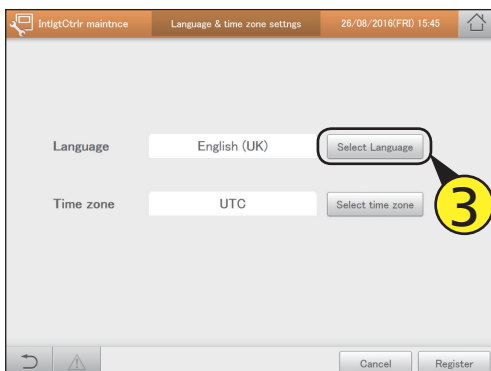 IntlgtCtrlr maintnce Language & time zone settngs 26/08/2016(FRI) 15:45
Language English (UK) Select Language
3
Time zone UTC Select time zone
Cancel Register